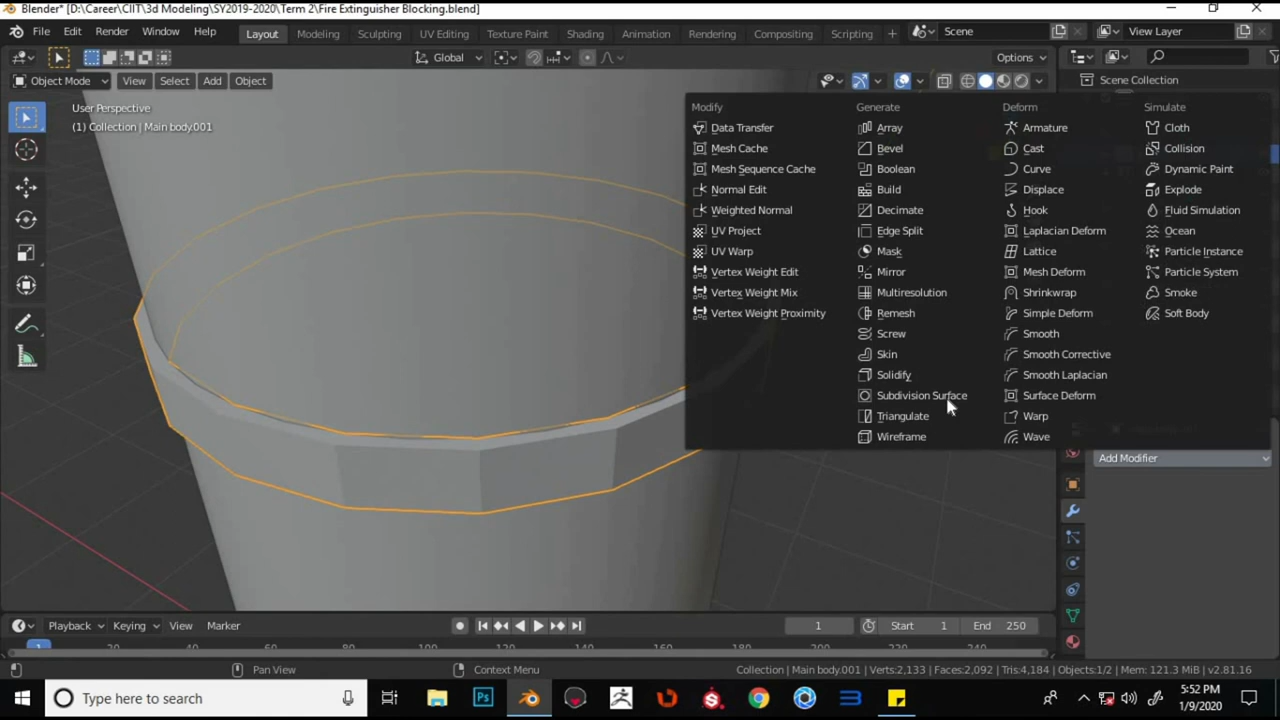 Blender* [D:\Career\CIIT\3d Modeling\SY2019-2020\Term 2\Fire Extinguisher Blocking.blend]
File Edit Render Window Help Layout Modeling Sculpting UV Editing Texture Paint Shading Animation Rendering Compositing Scripting + Scene View Layer
Global Options
Object Mode View Select Add Object Scene Collection
User Perspective
(1) Collection | Main body.001
Modify Generate Deform Simulate
Data Transfer Array Armature Cloth
Mesh Cache Bevel Cast Collision
Mesh Sequence Cache Boolean Curve Dynamic Paint
Normal Edit Build Displace Explode
Weighted Normal Decimate Hook Fluid Simulation
UV Project Edge Split Laplacian Deform Ocean
UV Warp Mask Lattice Particle Instance
Vertex Weight Edit Mirror Mesh Deform Particle System
Vertex Weight Mix Multiresolution Shrinkwrap Smoke
Vertex Weight Proximity Remesh Simple Deform Soft Body
Screw Smooth
Skin Smooth Corrective
Solidify Smooth Laplacian
Subdivision Surface Surface Deform
Triangulate Warp
Wireframe Wave
Add Modifier
Playback Keying View Marker 1 Start 1 End 250
1
Pan View Context Menu Collection | Main body.001 | Verts:2,133 | Faces:2,092 | Tris:4,184 | Objects:1/2 | Mem: 121.3 MiB | v2.81.16
Type here to search Ps 5:52 PM
1/9/2020